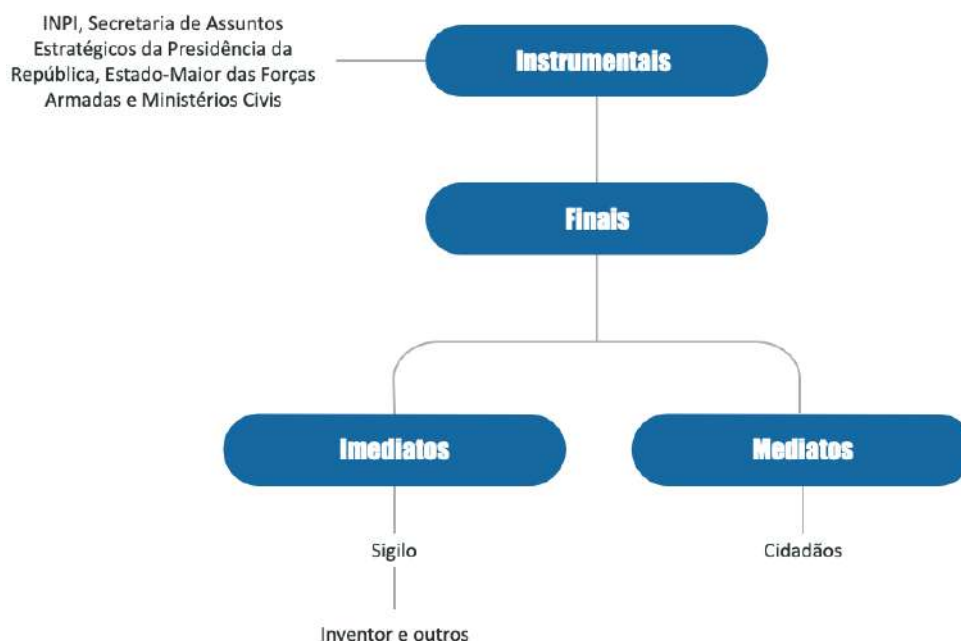 INPI, Secretaria de Assuntos
Estratégicos da Presidência da
República, Estado-Maior das Forças
Armadas e Ministérios Civis
Instrumentais
Finais
Imediatos
Mediatos
Sigilo
Cidadãos
Inventor e outros